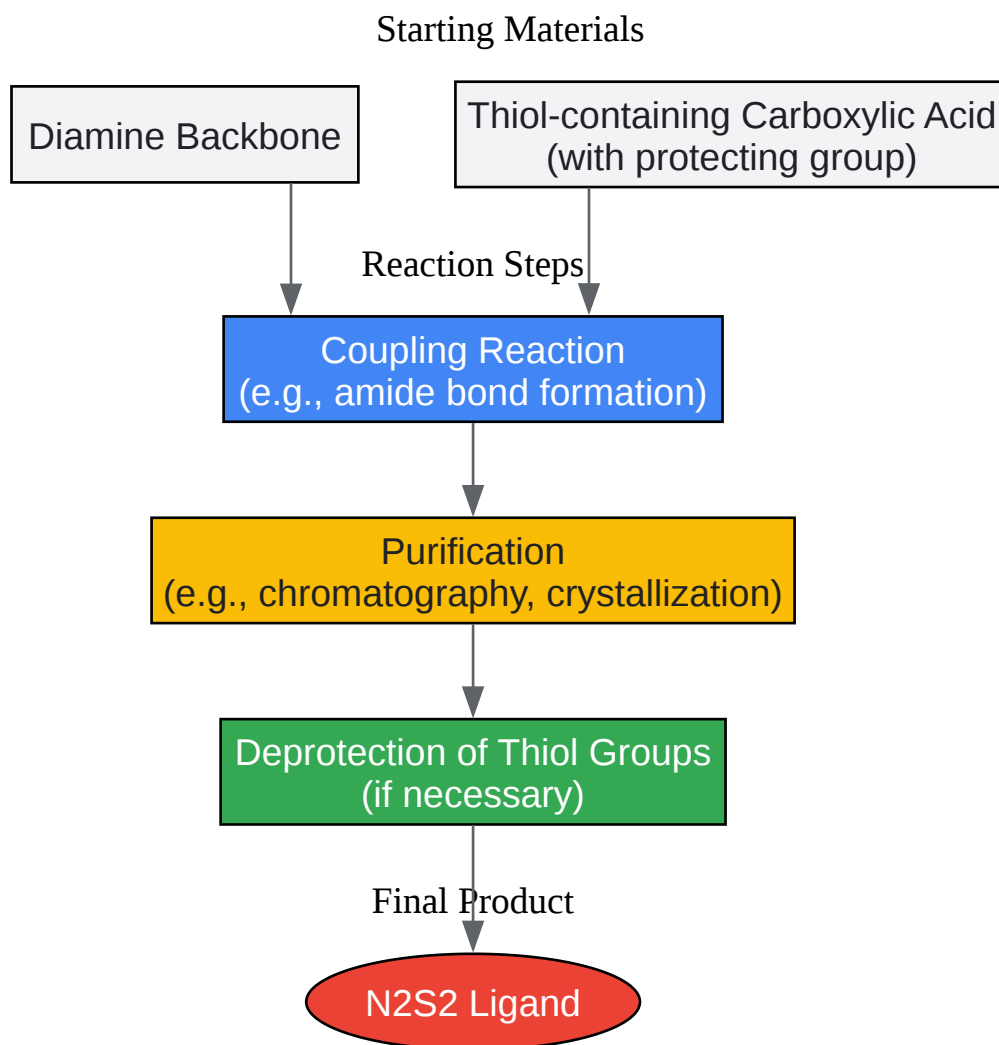 Starting Materials
Diamine Backbone
Thiol-containing Carboxylic Acid
(with protecting group)
Reaction Steps
Coupling Reaction
(e.g., amide bond formation)
Purification
(e.g., chromatography, crystallization)
Deprotection of Thiol Groups
(if necessary)
Final Product
N2S2 Ligand